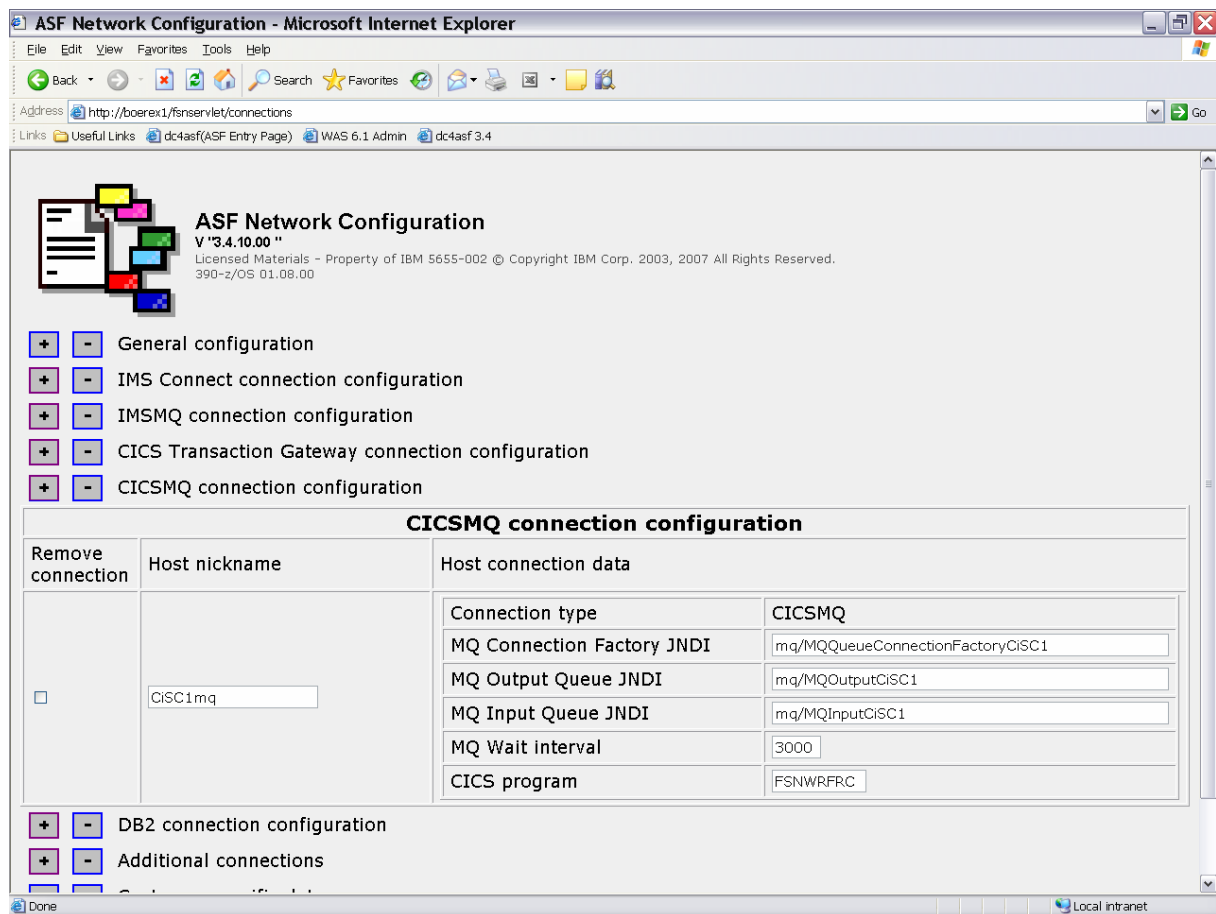 ASF Network Configuration - Microsoft Internet Explorer
File Edit View Favorites Tools Help
Back Search Favorites
Address http://boerex1/fsnservlet/connections Go
Links Useful Links dc4asf(ASF Entry Page) WAS 6.1 Admin dc4asf 3.4
ASF Network Configuration
V "3.4.10.00 "
Licensed Materials - Property of IBM 5655-002 © Copyright IBM Corp. 2003, 2007 All Rights Reserved.
390-z/OS 01.08.00
+ - General configuration
+ - IMS Connect connection configuration
+ - IMSMQ connection configuration
+ - CICS Transaction Gateway connection configuration
+ - CICSMQ connection configuration
CICSMQ connection configuration
Remove connection Host nickname Host connection data
Connection type CICSMQ
MQ Connection Factory JNDI mq/MQQueueConnectionFactoryCiSC1
MQ Output Queue JNDI mq/MQOutputCiSC1
CiSC1mq
MQ Input Queue JNDI mq/MQInputCiSC1
MQ Wait interval 3000
CICS program FSNWRFRC
+ - DB2 connection configuration
+ - Additional connections
Done Local intranet